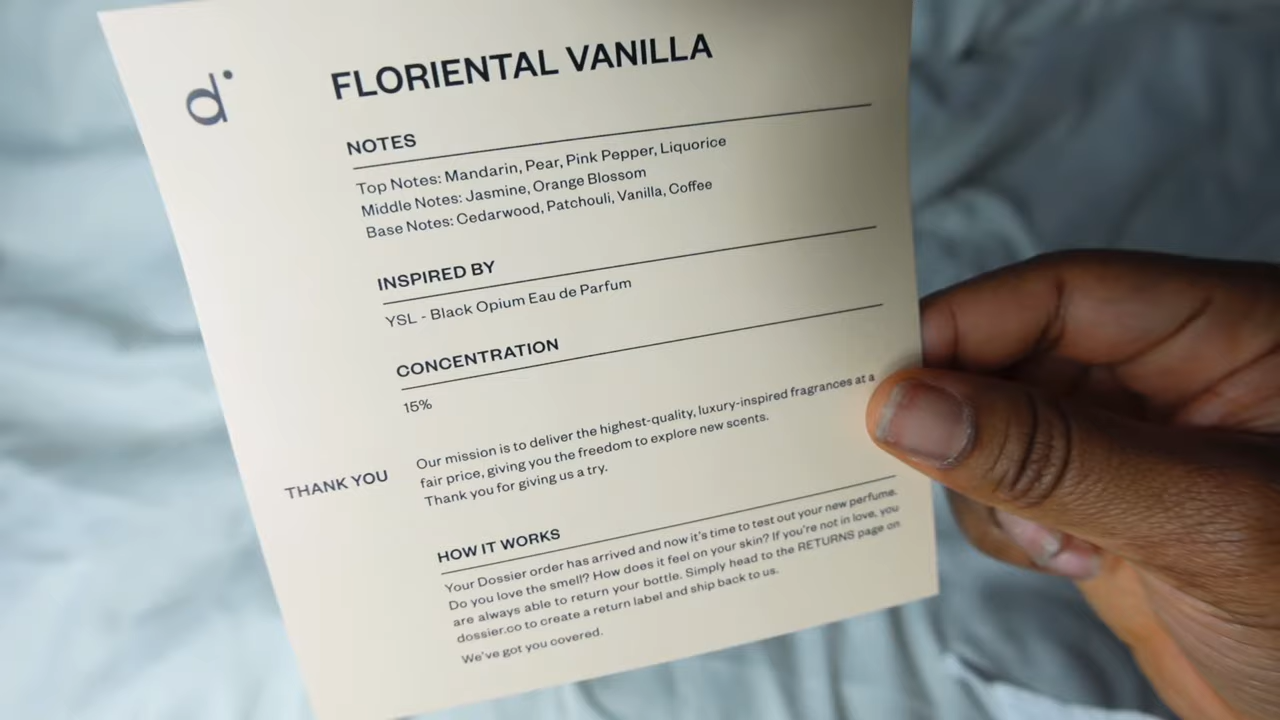 d
FLORIENTAL VANILLA
NOTES
Top Notes: Mandarin, Pear, Pink Pepper, Liquorice
Middle Notes: Jasmine, Orange Blossom
Base Notes: Cedarwood, Patchouli, Vanilla, Coffee
INSPIRED BY
YSL - Black Opium Eau de Parfum
CONCENTRATION
15%
THANK YOU
Our mission is to deliver the highest-quality, luxury-inspired fragrances at a
fair price, giving you the freedom to explore new scents.
Thank you for giving us a try.
HOW IT WORKS
Your Dossier order has arrived and now it's time to test out your new perfume.
Do you love the smell? How does it feel on your skin? If you're not in love, you
are always able to return your bottle. Simply head to the RETURNS page on
dossier.co to create a return label and ship back to us.
We've got you covered.